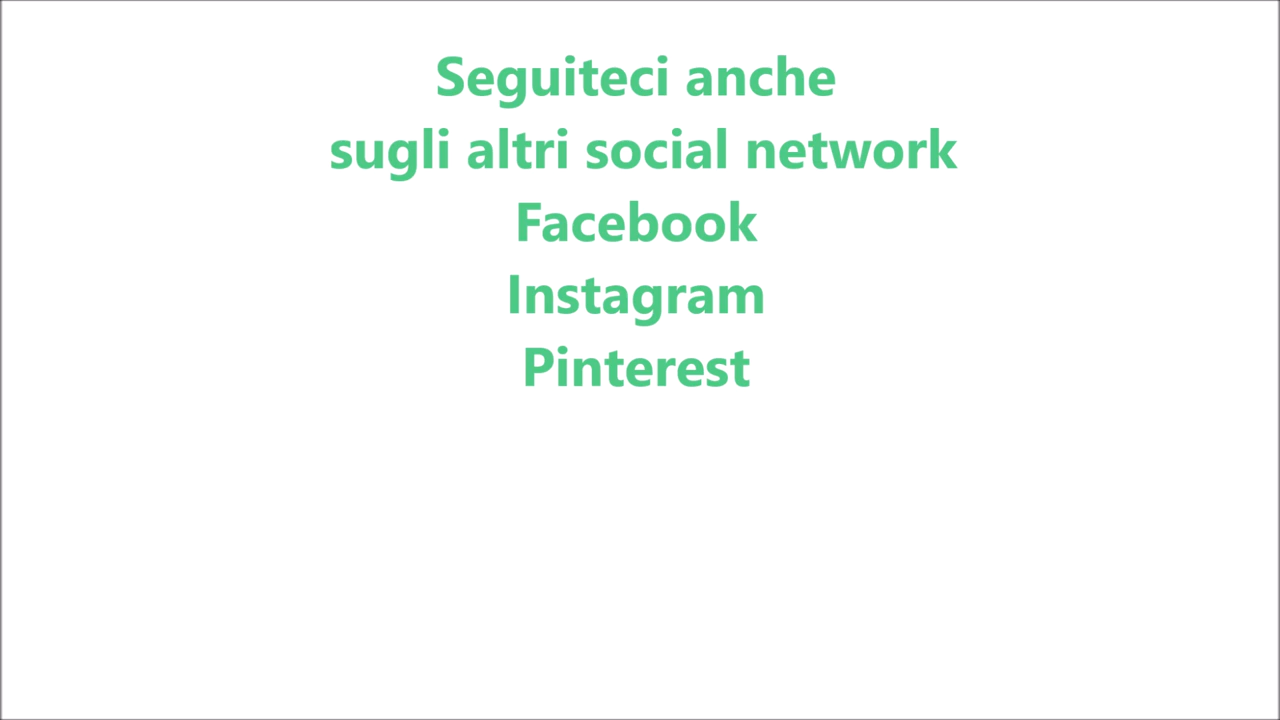 Seguiteci anche
sugli altri social network
Facebook
Instagram
Pinterest